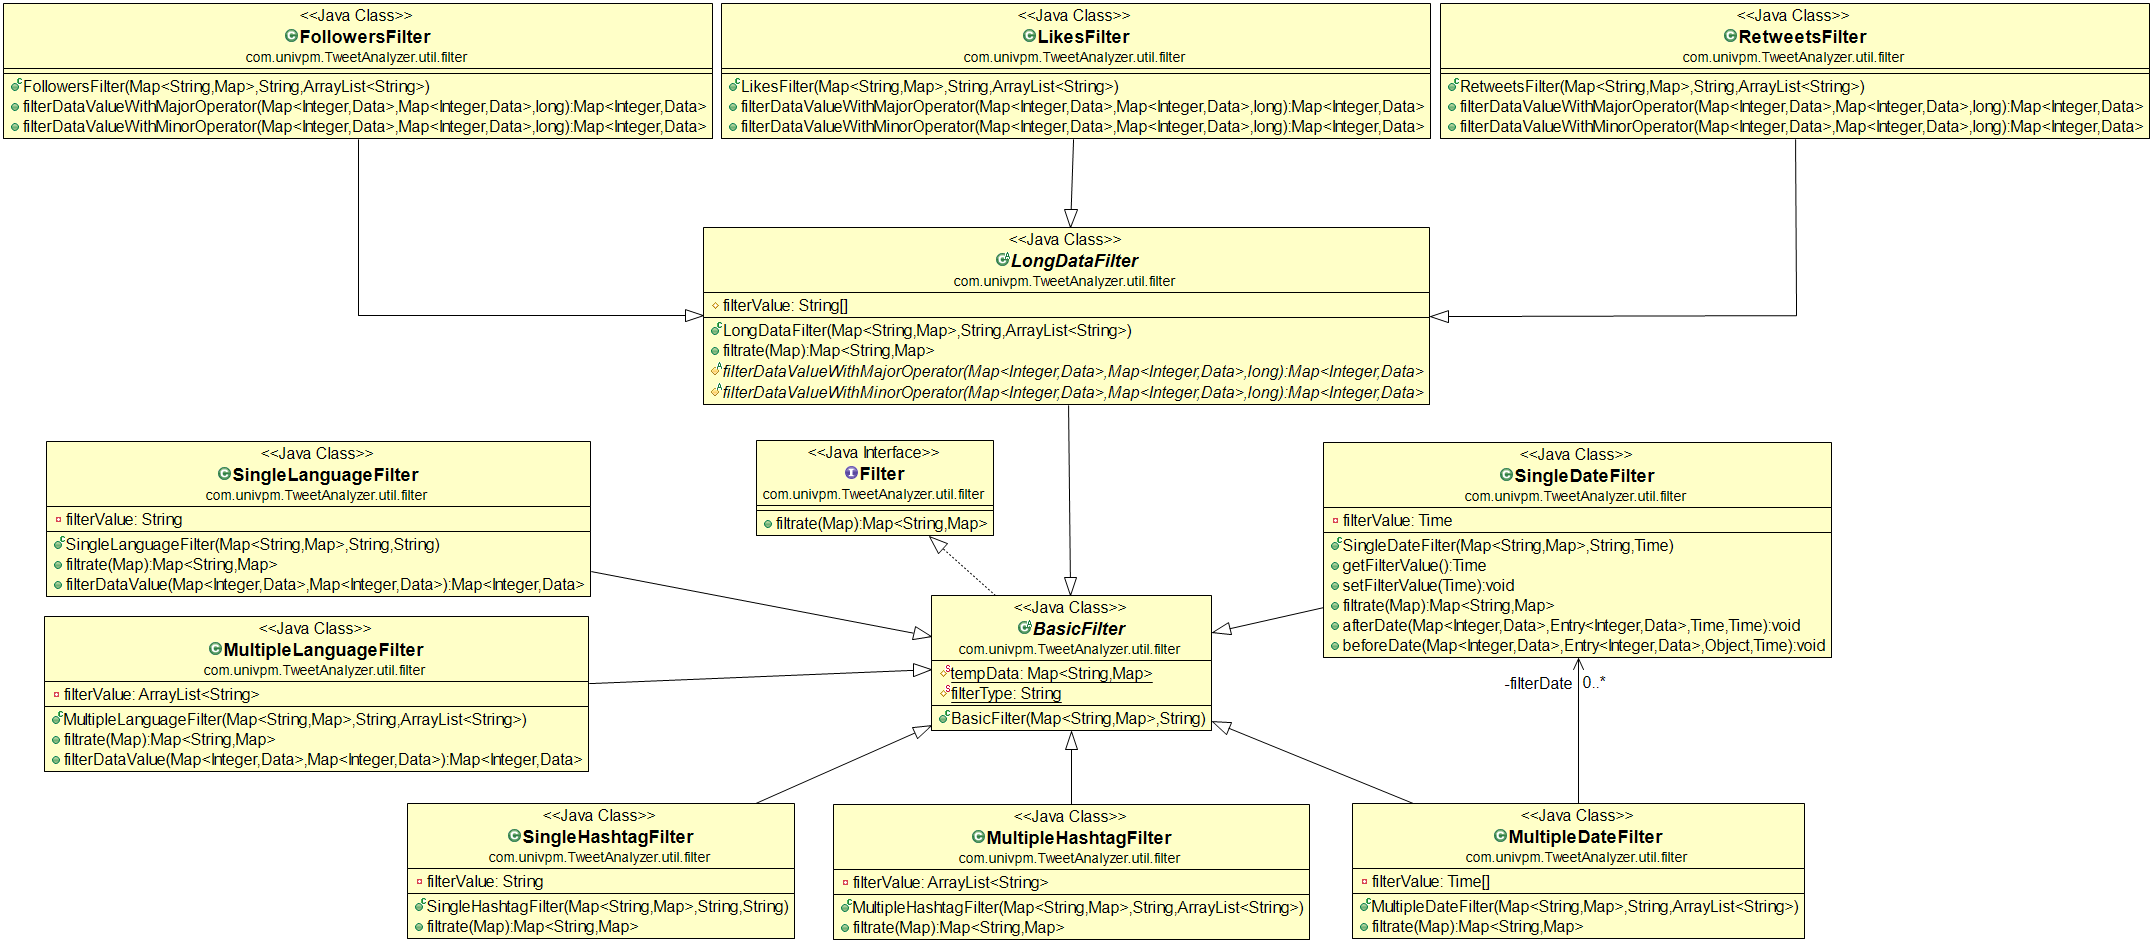 <<Java Class>>
FollowersFilter
com.univpm.TweetAnalyzer.util.filter
FollowersFilter(Map<String,Map>,String,ArrayList<String>)
filterDataValueWithMajorOperator(Map<Integer,Data>,Map<Integer,Data>,long):Map<Integer,Data>
filterDataValueWithMinorOperator(Map<Integer,Data>,Map<Integer,Data>,long):Map<Integer,Data>
<<Java Class>>
LikesFilter
com.univpm.TweetAnalyzer.util.filter
LikesFilter(Map<String,Map>,String,ArrayList<String>)
filterDataValueWithMajorOperator(Map<Integer,Data>,Map<Integer,Data>,long):Map<Integer,Data>
filterDataValueWithMinorOperator(Map<Integer,Data>,Map<Integer,Data>,long):Map<Integer,Data>
<<Java Class>>
RetweetsFilter
com.univpm.TweetAnalyzer.util.filter
RetweetsFilter(Map<String,Map>,String,ArrayList<String>)
filterDataValueWithMajorOperator(Map<Integer,Data>,Map<Integer,Data>,long):Map<Integer,Data>
filterDataValueWithMinorOperator(Map<Integer,Data>,Map<Integer,Data>,long):Map<Integer,Data>
<<Java Class>>
LongDataFilter
com.univpm.TweetAnalyzer.util.filter
filterValue: String[]
LongDataFilter(Map<String,Map>,String,ArrayList<String>)
filtrate(Map):Map<String,Map>
filterDataValueWithMajorOperator(Map<Integer,Data>,Map<Integer,Data>,long):Map<Integer,Data>
filterDataValueWithMinorOperator(Map<Integer,Data>,Map<Integer,Data>,long):Map<Integer,Data>
<<Java Class>>
SingleLanguageFilter
com.univpm.TweetAnalyzer.util.filter
filterValue: String
SingleLanguageFilter(Map<String,Map>,String,String)
filtrate(Map):Map<String,Map>
filterDataValue(Map<Integer,Data>,Map<Integer,Data>):Map<Integer,Data>
<<Java Interface>>
Filter
com.univpm.TweetAnalyzer.util.filter
filtrate(Map):Map<String,Map>
<<Java Class>>
SingleDateFilter
com.univpm.TweetAnalyzer.util.filter
filterValue: Time
SingleDateFilter(Map<String,Map>,String,Time)
getFilterValue():Time
setFilterValue(Time):void
filtrate(Map):Map<String,Map>
afterDate(Map<Integer,Data>,Entry<Integer,Data>,Time,Time):void
beforeDate(Map<Integer,Data>,Entry<Integer,Data>,Object,Time):void
<<Java Class>>
BasicFilter
com.univpm.TweetAnalyzer.util.filter
tempData: Map<String,Map>
filterType: String
BasicFilter(Map<String,Map>,String)
<<Java Class>>
MultipleLanguageFilter
com.univpm.TweetAnalyzer.util.filter
filterValue: ArrayList<String>
MultipleLanguageFilter(Map<String,Map>,String,ArrayList<String>)
filtrate(Map):Map<String,Map>
filterDataValue(Map<Integer,Data>,Map<Integer,Data>):Map<Integer,Data>
-filterDate 0..*
<<Java Class>>
SingleHashtagFilter
com.univpm.TweetAnalyzer.util.filter
filterValue: String
SingleHashtagFilter(Map<String,Map>,String,String)
filtrate(Map):Map<String,Map>
<<Java Class>>
MultipleHashtagFilter
com.univpm.TweetAnalyzer.util.filter
filterValue: ArrayList<String>
MultipleHashtagFilter(Map<String,Map>,String,ArrayList<String>)
filtrate(Map):Map<String,Map>
<<Java Class>>
MultipleDateFilter
com.univpm.TweetAnalyzer.util.filter
filterValue: Time[]
MultipleDateFilter(Map<String,Map>,String,ArrayList<String>)
filtrate(Map):Map<String,Map>